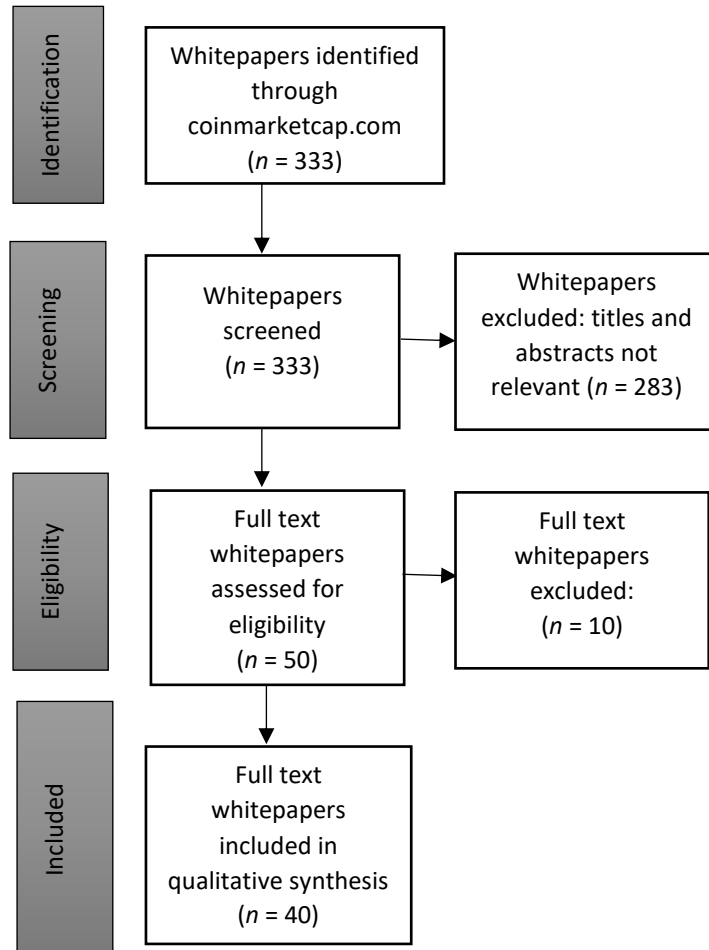 Identification
Whitepapers identified
through
coinmarketcap.com
(n = 333)
Screening
Whitepapers
screened
(n = 333)
Whitepapers
excluded: titles and
abstracts not
relevant (n = 283)
Eligibility
Full text
whitepapers
assessed for
eligibility
(n = 50)
Full text
whitepapers
excluded:
(n = 10)
Included
Full text
whitepapers
included in
qualitative synthesis
(n = 40)